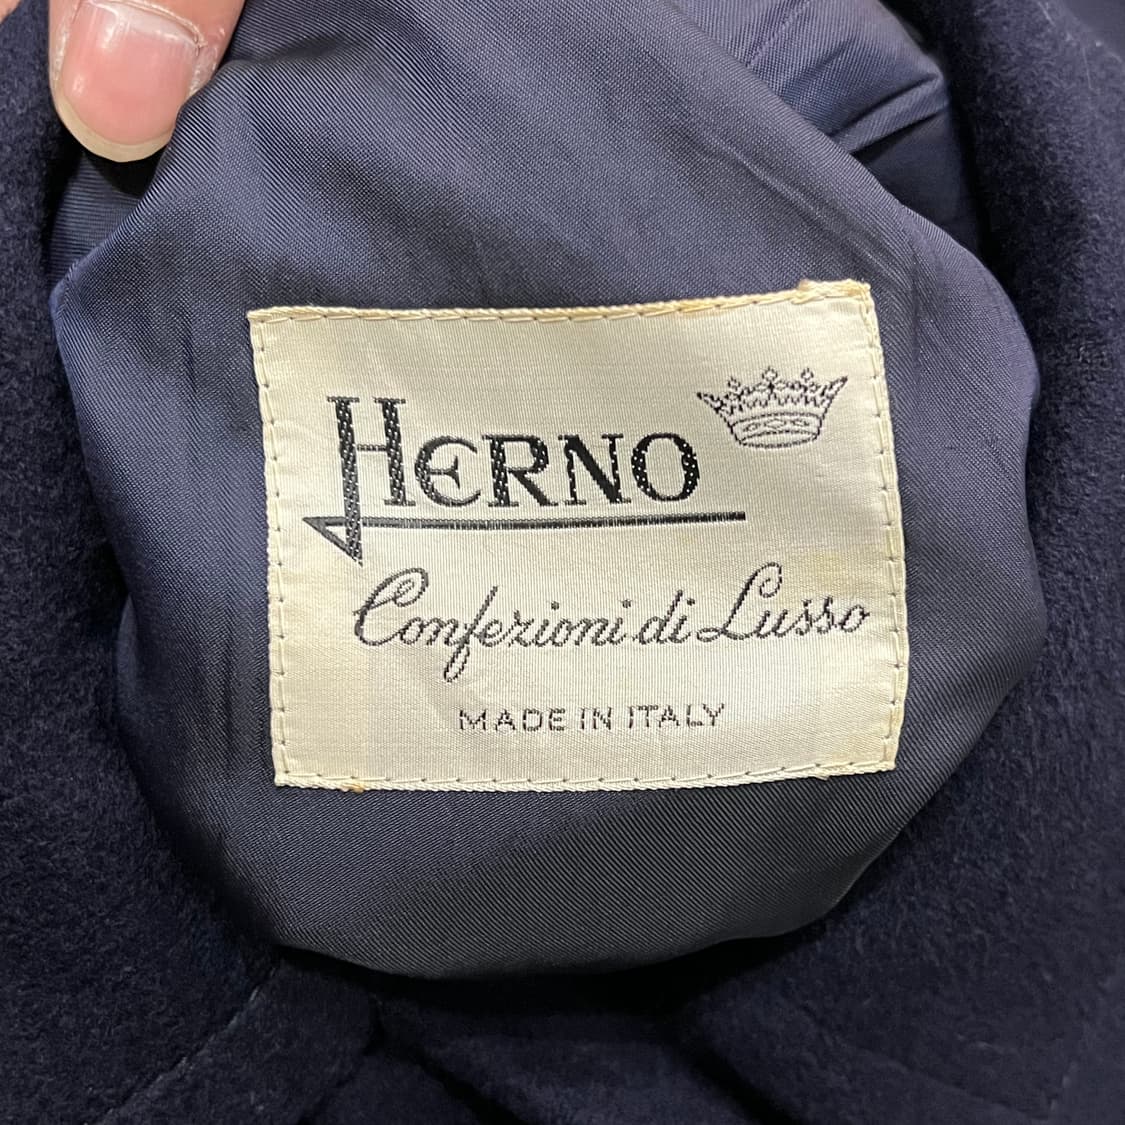 HERNO
Confezioni di Lusso
MADE IN ITALY